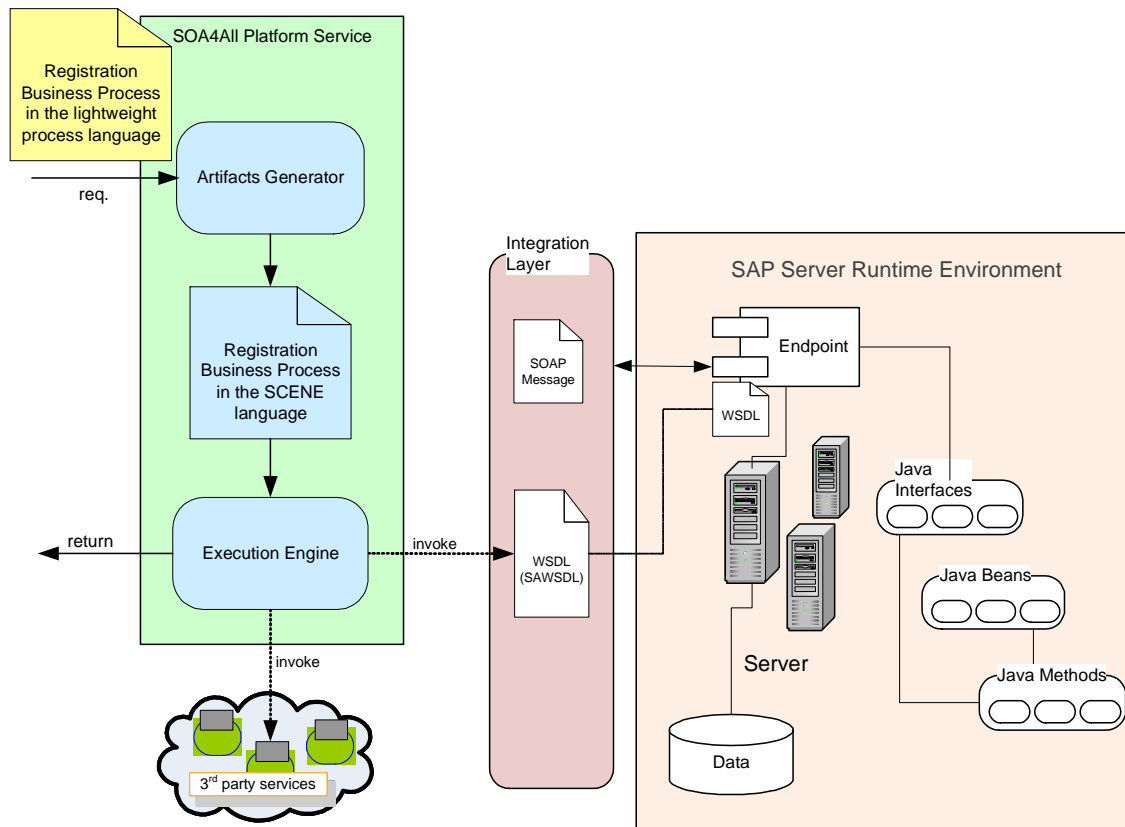 SOA4All Platform Service
Registration
Business Process
in the lightweight
process language
req.
Artifacts Generator
Registration
Business Process
in the SCENE
language
return
Execution Engine
invoke
invoke
3rd party services
Integration
Layer
SOAP
Message
WSDL
(SAWSDL)
SAP Server Runtime Environment
Endpoint
WSDL
Java
Interfaces
Java Beans
Java Methods
Server
Data